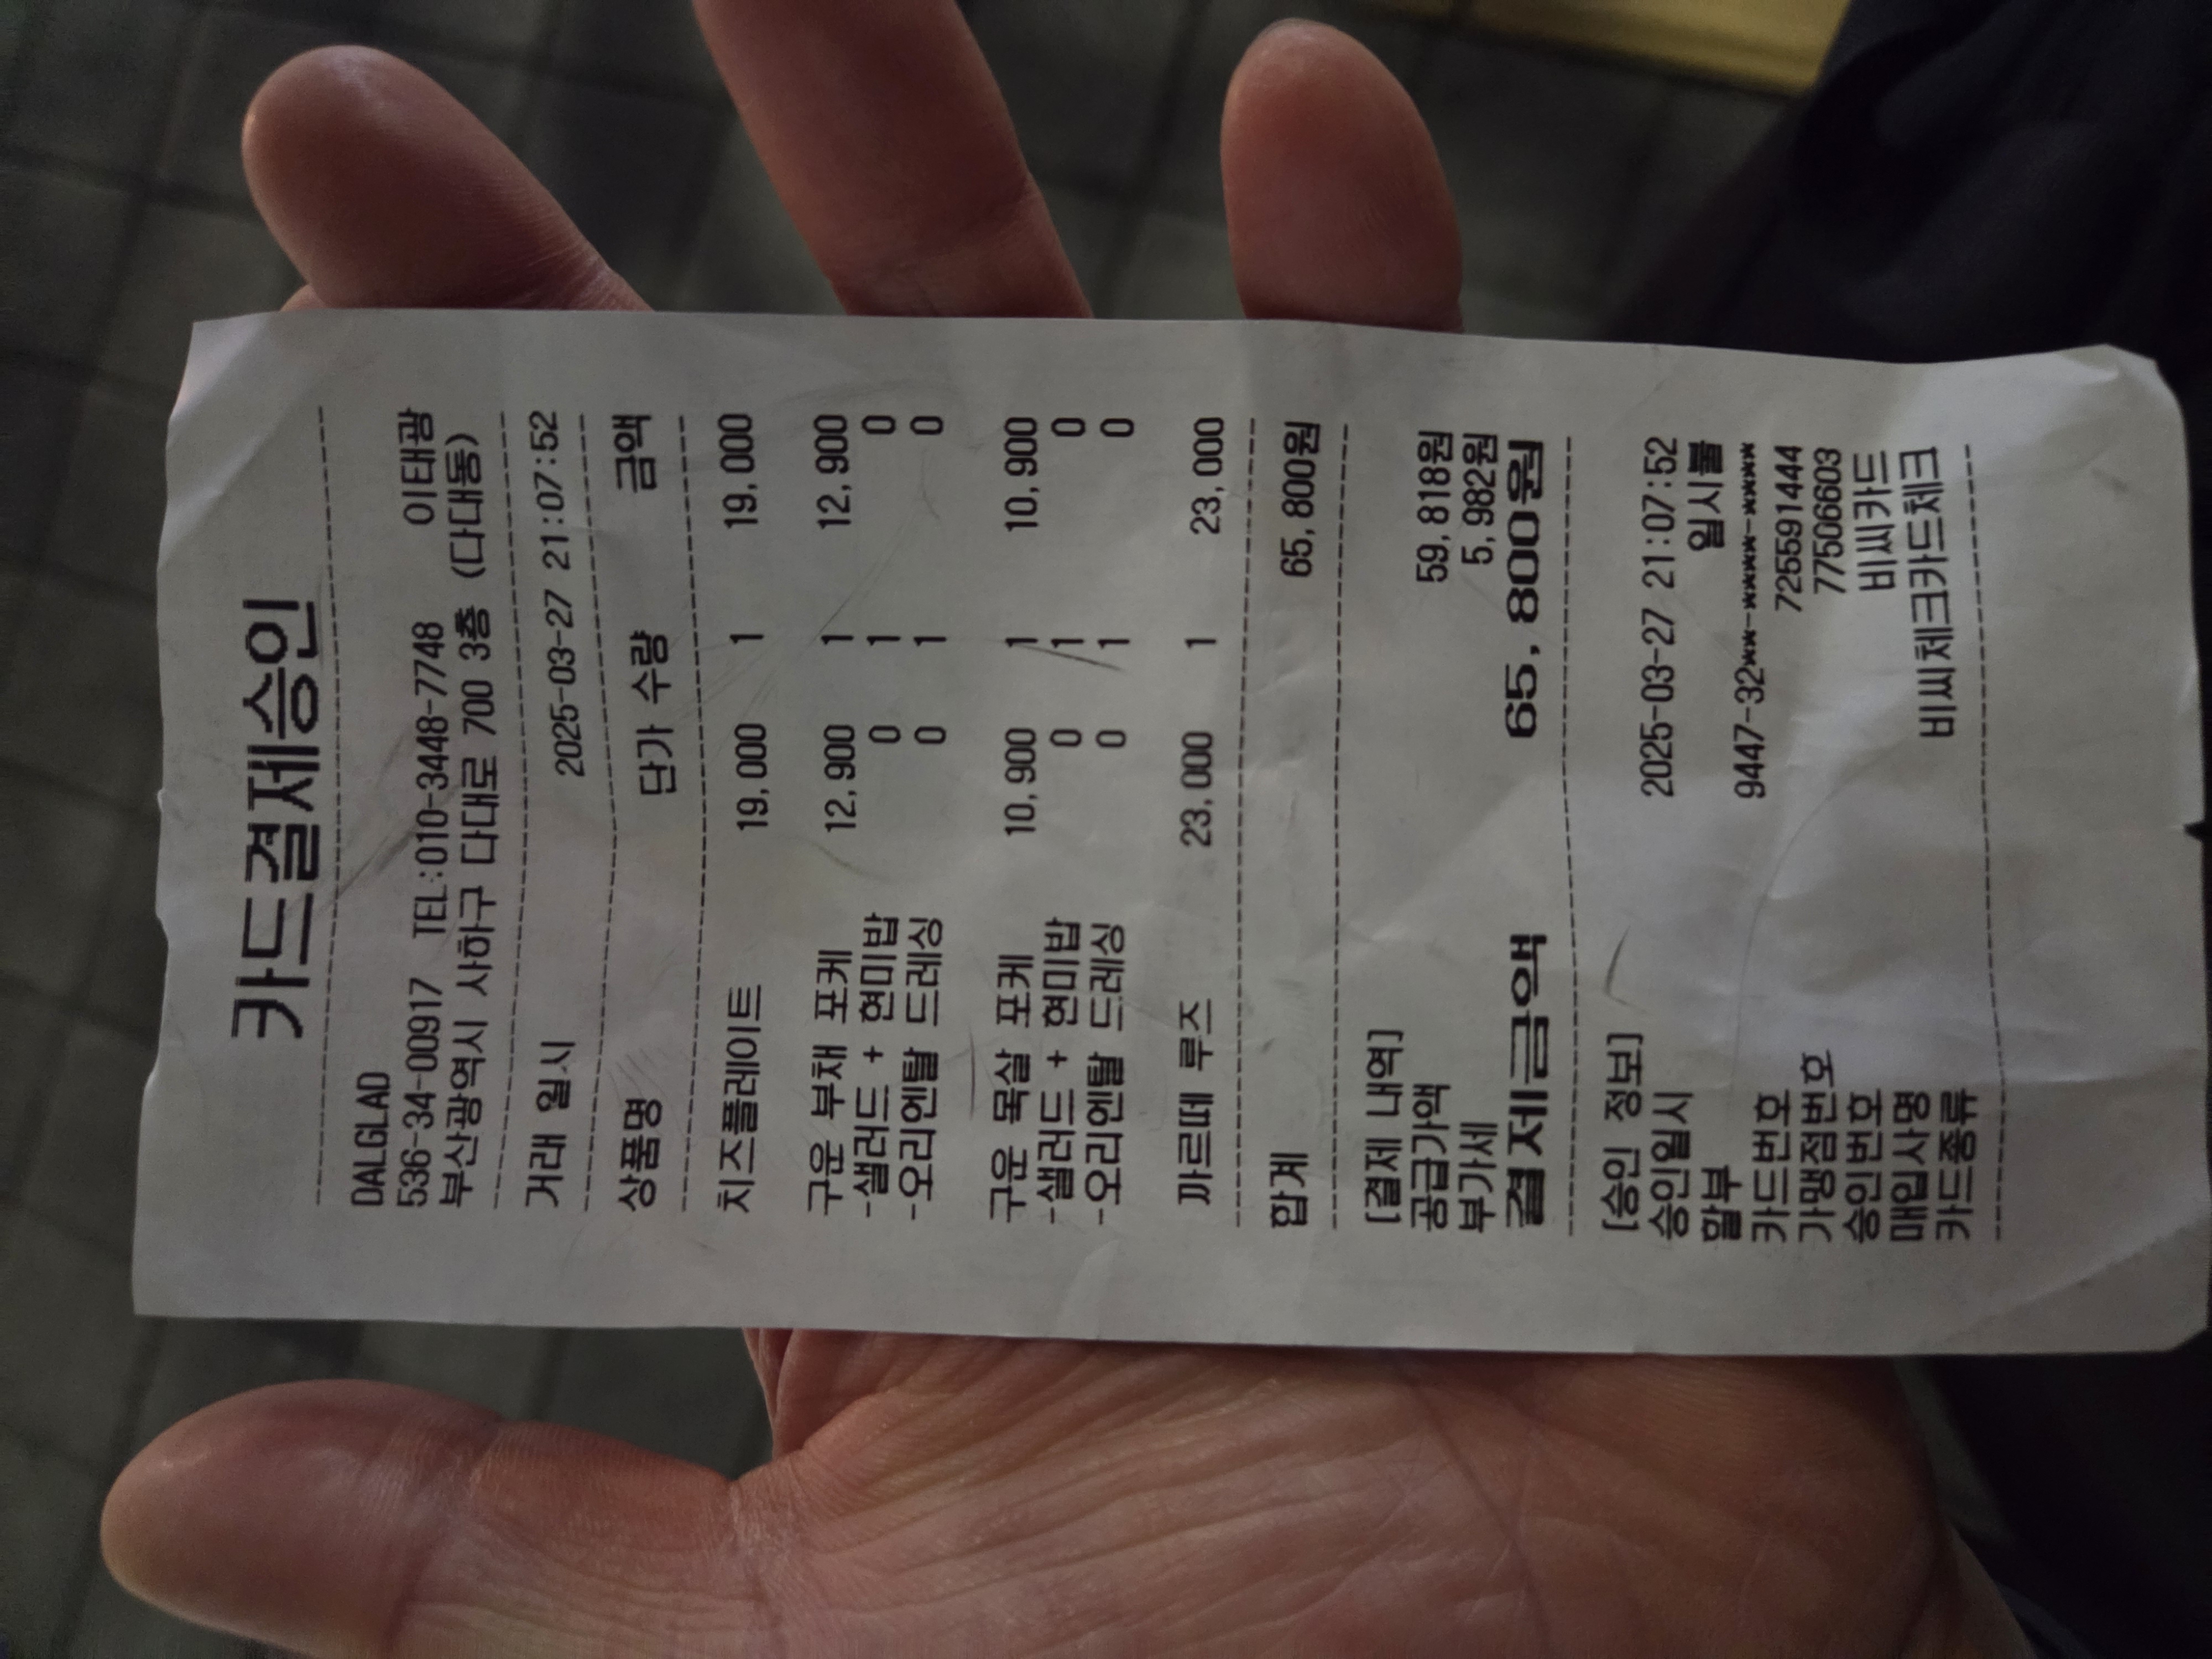 카드결제승인
DALGLAD
536-34-00917 TEL:010-3448-7748 이태광
부산광역시 사하구 다대로 700 3층 (다대동)
거래 일시 2025-03-27 21:07:52
상품명 단가 수량 금액
치즈플레이트 19,000 1 19,000
구운 부채 포케 12,900 1 12,900
-샐러드 + 현미밥 0 1 0
-오리엔탈 드레싱 0 1 0
구운 목살 포케 10,900 1 10,900
-샐러드 + 현미밥 0 1 0
-오리엔탈 드레싱 0 1 0
까르떼 루즈 23,000 1 23,000
합계 65,800원
[결제 내역]
공급가액 59,818원
부가세 5,982원
결제금액 65,800원
[승인 정보]
승인일시 2025-03-27 21:07:52
할부 일시불
카드번호 9447-32**-****-****
가맹점번호 725591444
승인번호 77506603
매입사명 비씨카드
카드종류 비씨체크카드체크